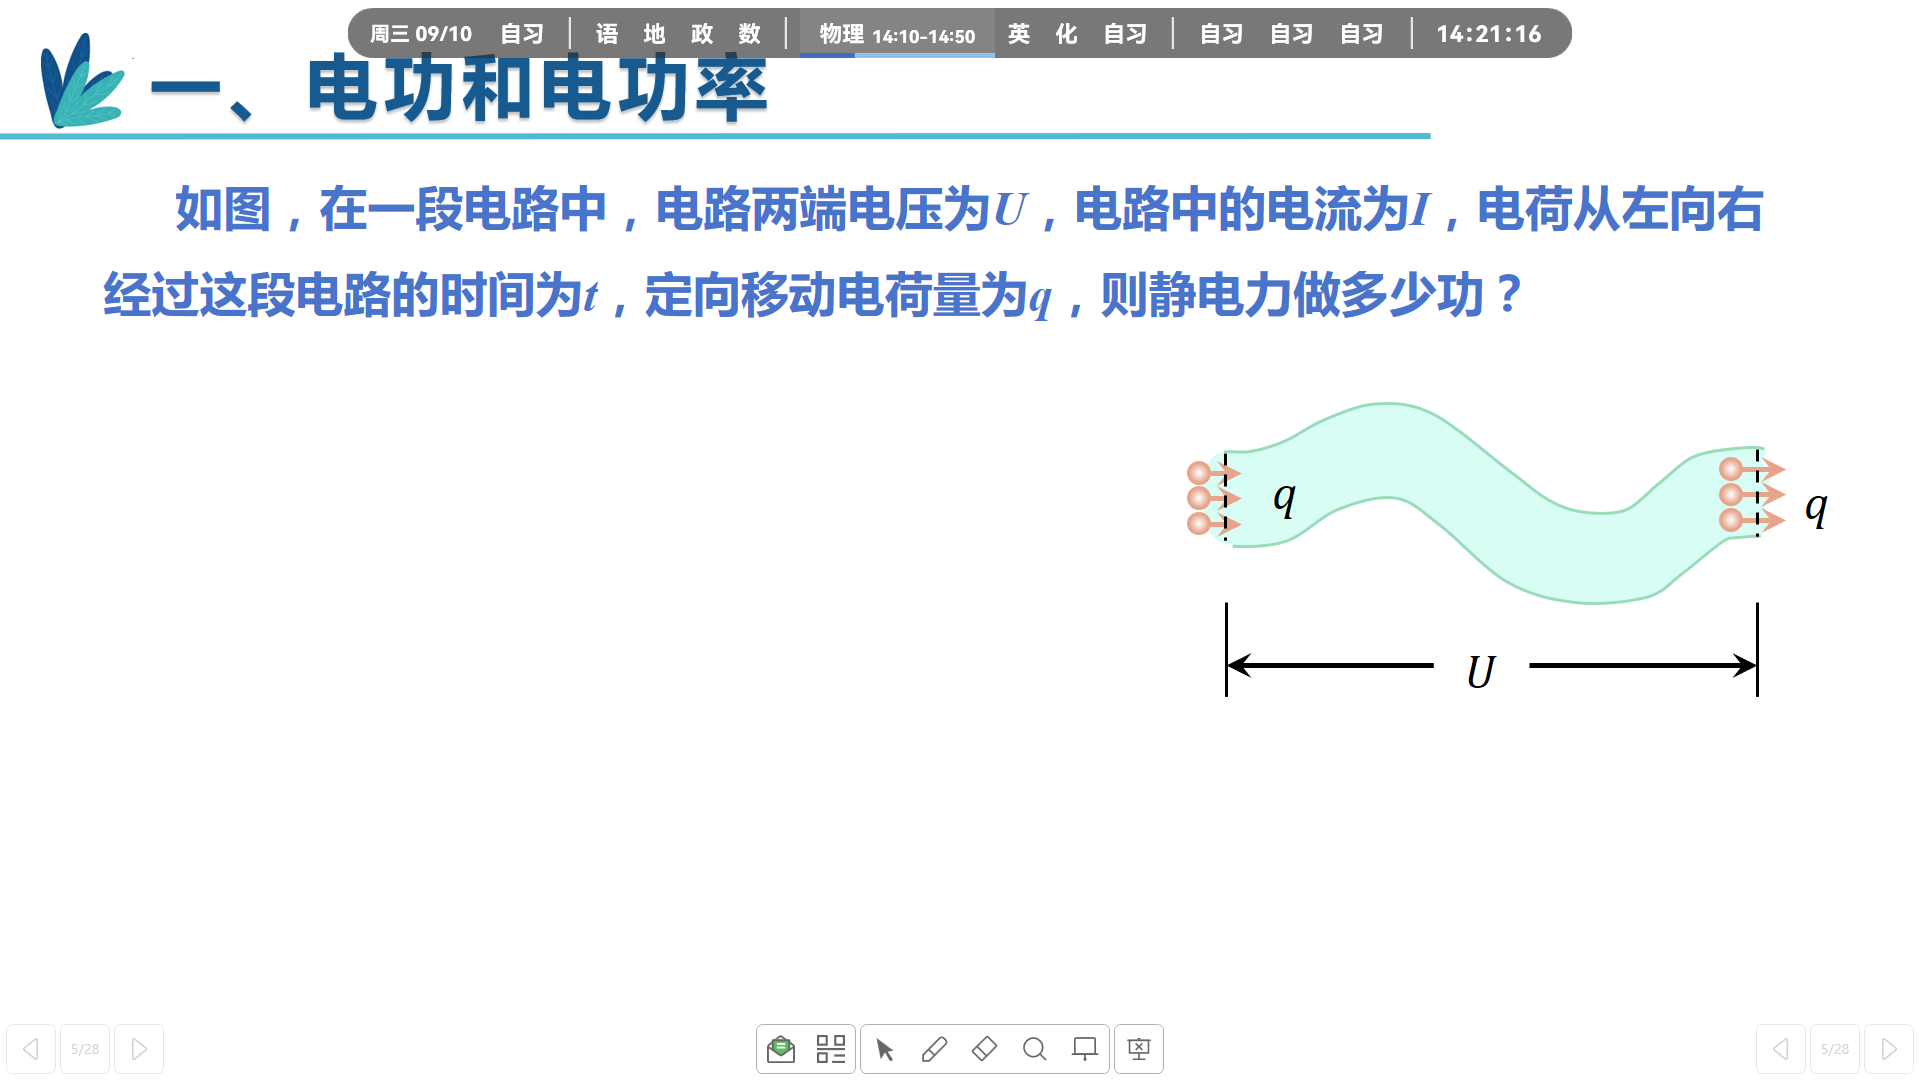 周三 09/10 自习 语 地 政 数 物理 14:10-14:50 英 化 自习 自习 自习 自习 14:21:16
一、电功和电功率
如图，在一段电路中，电路两端电压为U，电路中的电流为I，电荷从左向右
经过这段电路的时间为t，定向移动电荷量为q，则静电力做多少功？
q
q
U
5/28
5/28